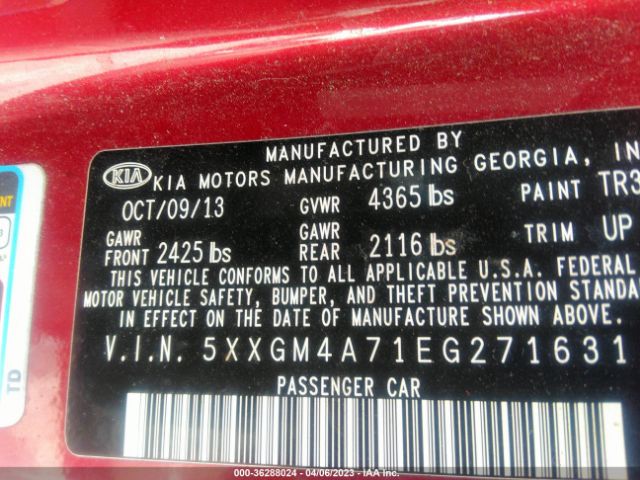 MANUFACTURED BY
KIA KIA MOTORS MANUFACTURING GEORGIA, IN
OCT/09/13 GVWR 4365 lbs PAINT TR3
GAWR FRONT 2425 lbs GAWR REAR 2116 lbs TRIM UP
THIS VEHICLE CONFORMS TO ALL APPLICABLE U.S.A. FEDERAL
MOTOR VEHICLE SAFETY, BUMPER, AND THEFT PREVENTION STANDA
IN EFFECT ON THE DATE OF MANUFACTURE SHOWN ABOVE.
V.I.N. 5XXGM4A71EG271631
PASSENGER CAR
TD
000-36288024 - 04/06/2023 - IAA Inc.